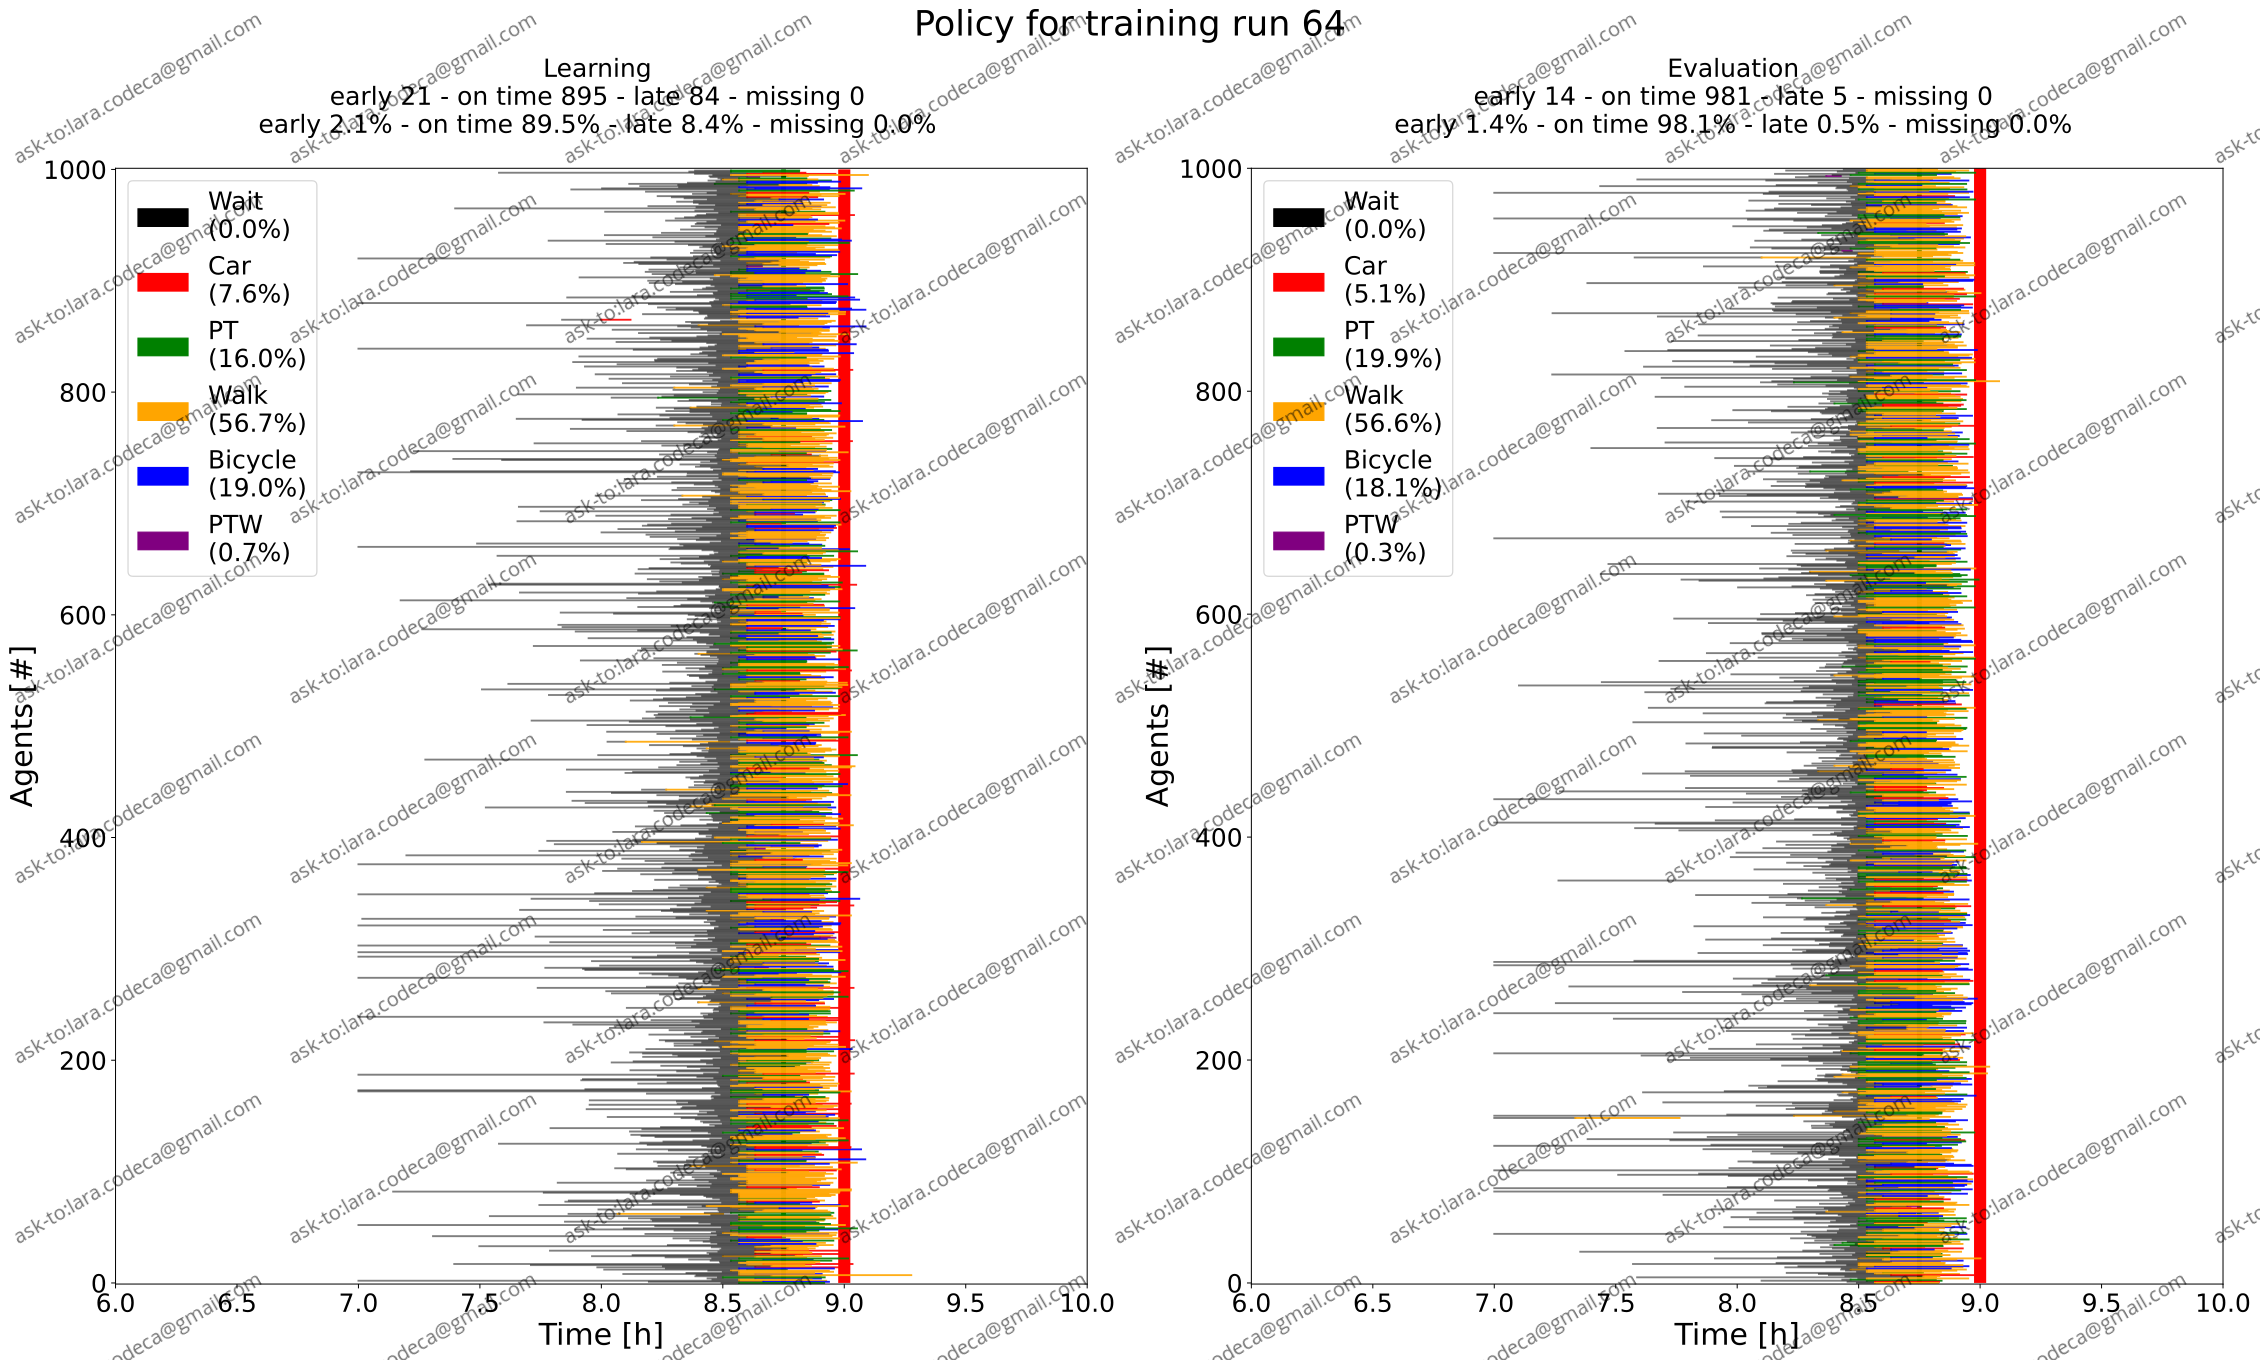 Policy for training run 64
Learning
early 21 - on time 895 - late 84 - missing 0
early 2.1% - on time 89.5% - late 8.4% - missing 0.0%
1000
800
600
400
200
0
Agents [#]
Wait
(0.0%)
Car
(7.6%)
PT
(16.0%)
Walk
(56.7%)
Bicycle
(19.0%)
PTW
(0.7%)
6.0 6.5 7.0 7.5 8.0 8.5 9.0 9.5 10.0
Time [h]
Evaluation
early 14 - on time 981 - late 5 - missing 0
early 1.4% - on time 98.1% - late 0.5% - missing 0.0%
1000
800
600
400
200
0
Agents [#]
Wait
(0.0%)
Car
(5.1%)
PT
(19.9%)
Walk
(56.6%)
Bicycle
(18.1%)
PTW
(0.3%)
6.0 6.5 7.0 7.5 8.0 8.5 9.0 9.5 10.0
Time [h]
ask-to:lara.codeca@gmail.com